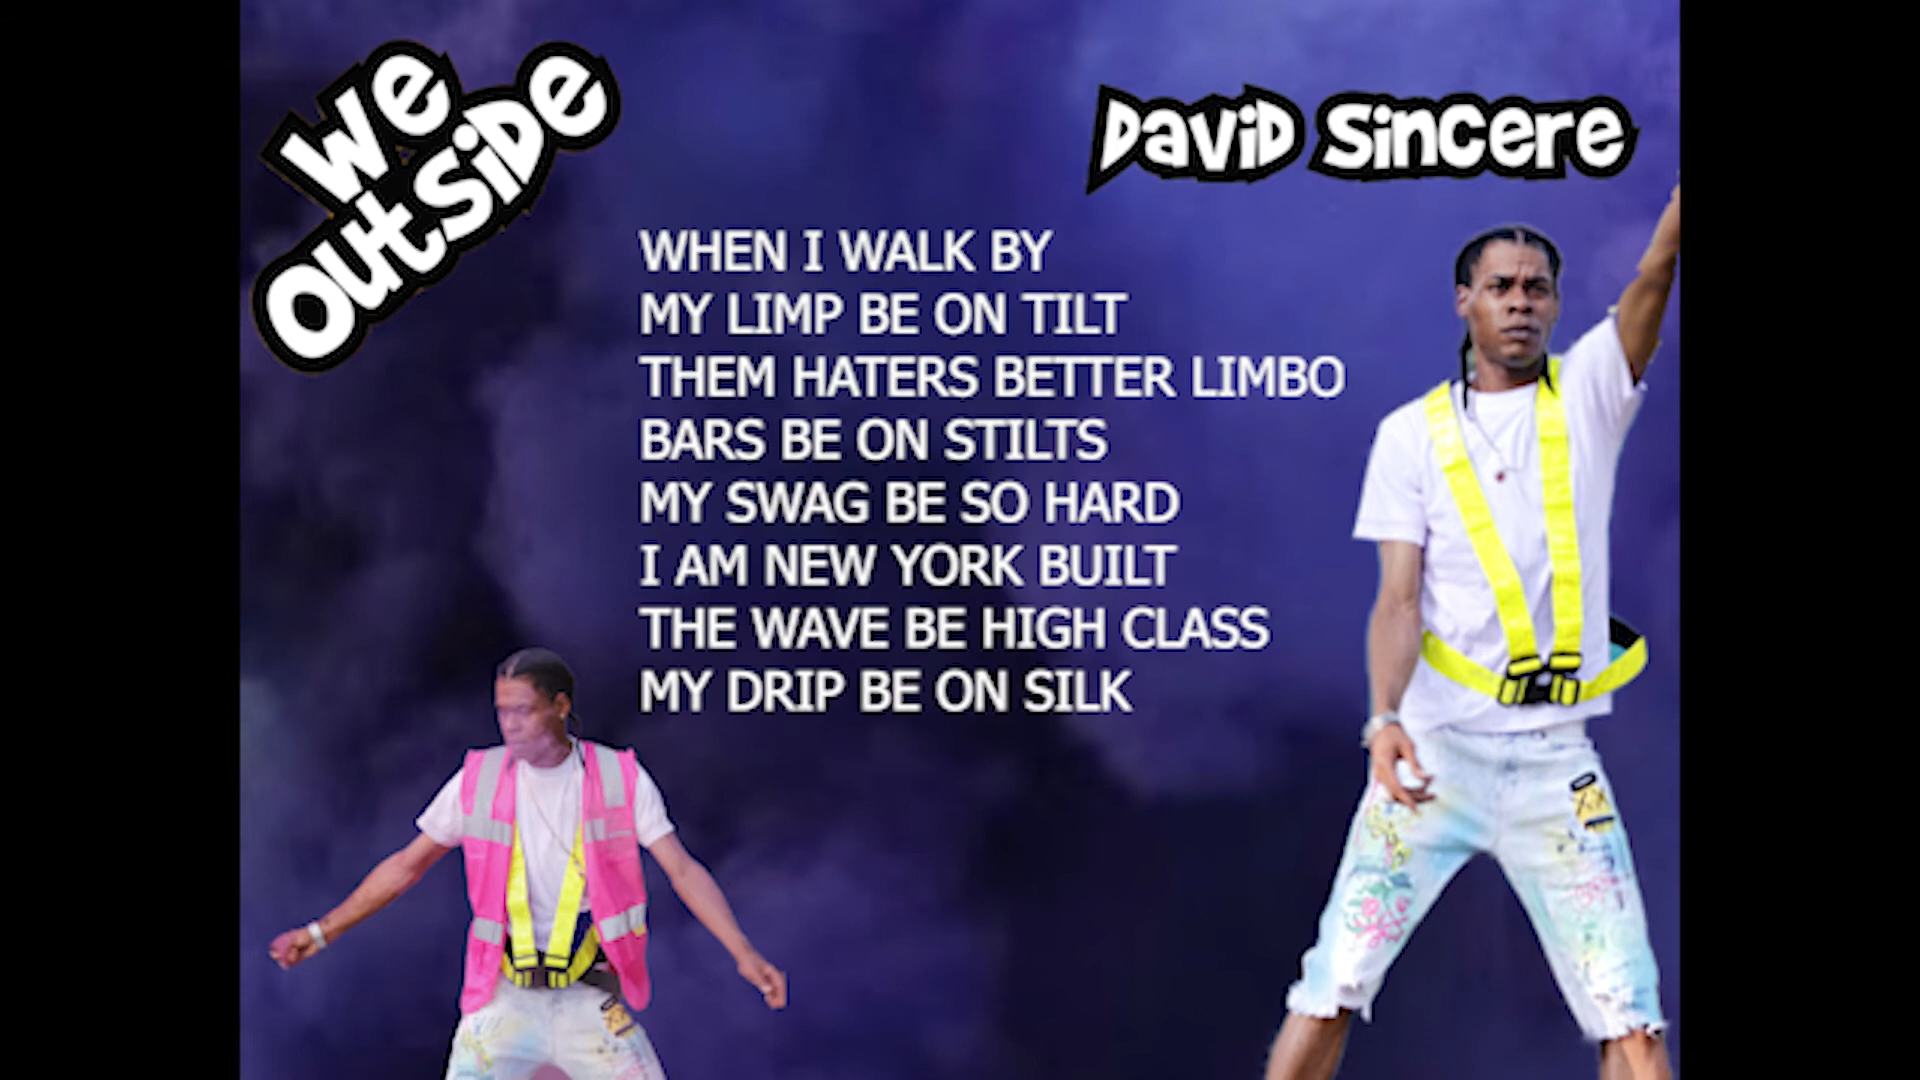 We
OutSiDe
DaviD Sincere
WHEN I WALK BY
MY LIMP BE ON TILT
THEM HATERS BETTER LIMBO
BARS BE ON STILTS
MY SWAG BE SO HARD
I AM NEW YORK BUILT
THE WAVE BE HIGH CLASS
MY DRIP BE ON SILK